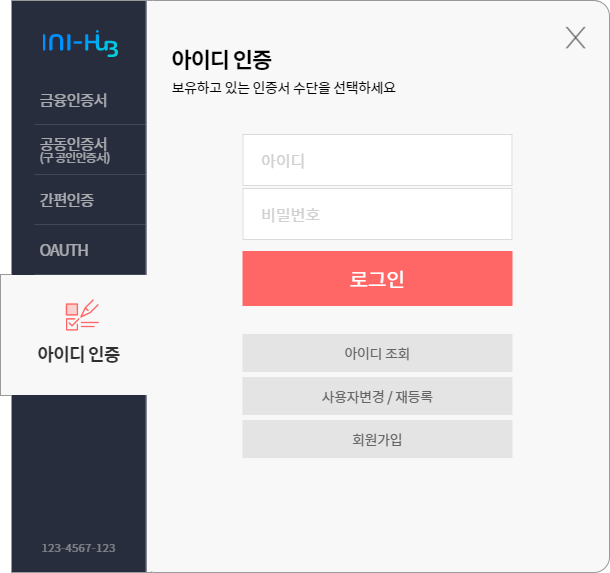 INI-HUB
금융인증서
공동인증서
(구 공인인증서)
간편인증
OAUTH
아이디 인증
123-4567-123
아이디 인증
보유하고 있는 인증서 수단을 선택하세요
아이디
비밀번호
로그인
아이디 조회
사용자변경 / 재등록
회원가입